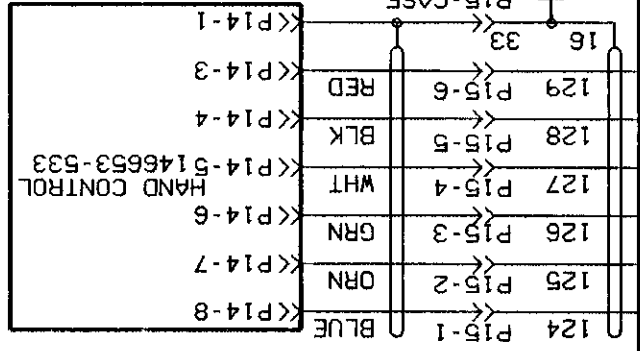 124 P15-1 BLUE P14-8
125 P15-2 ORN P14-7
126 P15-3 GRN P14-6
HAND CONTROL
127 P15-4 WHT P14-5 146653-533
128 P15-5 BLK P14-4
129 P15-6 RED P14-3
16 33 P14-1
P15-CASE